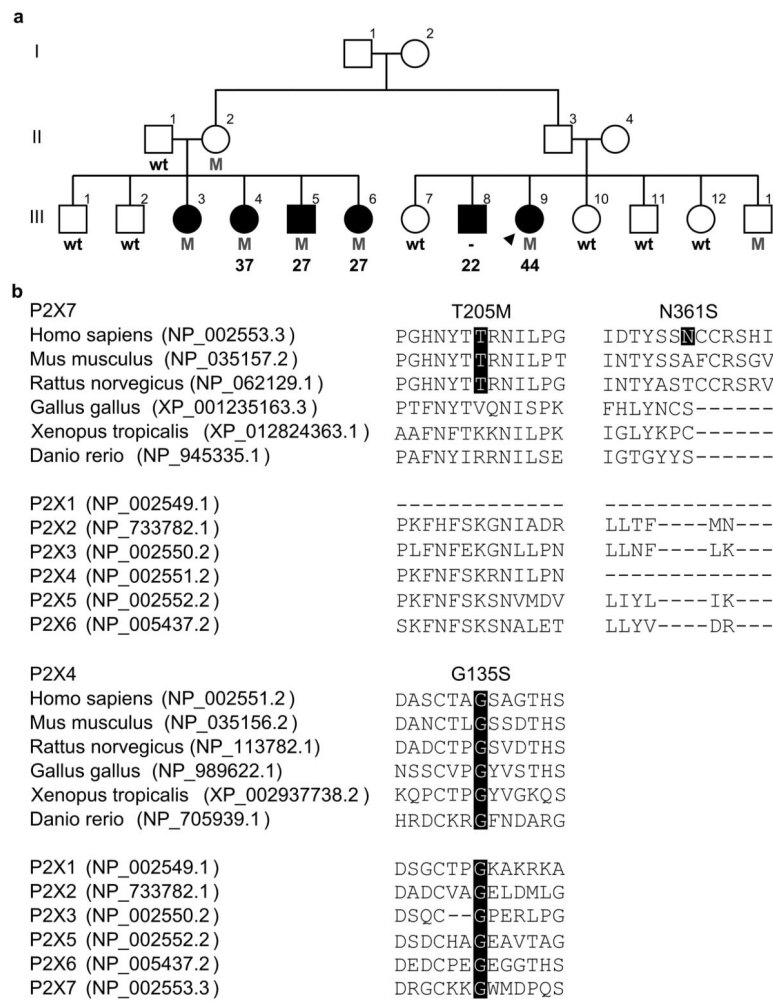 a
I 1 2
II 1 2 3 4
wt M
III 1 2 3 4 5 6 7 8 9 10 11 12 1
wt wt M M M M wt - M wt wt wt M
37 27 27 22 44
b
P2X7 T205M N361S
Homo sapiens (NP_002553.3) PGHNYTTRNILPG IDTYSSNCCRSHI
Mus musculus (NP_035157.2) PGHNYTTRNILPT INTYSSAFCRSGV
Rattus norvegicus (NP_062129.1) PGHNYTTRNILPG INTYASTCCRSRV
Gallus gallus (XP_001235163.3) PTFNYTVQNISPK FHLYNCS------
Xenopus tropicalis (XP_012824363.1) AAFNFTKKNILPK IGLYKPC------
Danio rerio (NP_945335.1) PAFNYIRRNILSE IGTGYYS------
P2X1 (NP_002549.1) ------------- -------------
P2X2 (NP_733782.1) PKFHFSKGNIADR LLTF----MN---
P2X3 (NP_002550.2) PLFNFEKGNLLPN LLNF----LK---
P2X4 (NP_002551.2) PKFNFSKRNILPN -------------
P2X5 (NP_002552.2) PKFNFSKSNVMDV LIYL----IK---
P2X6 (NP_005437.2) SKFNFSKSNALET LLYV----DR---
P2X4 G135S
Homo sapiens (NP_002551.2) DASCTAGSAGTHS
Mus musculus (NP_035156.2) DANCTLGSSDTHS
Rattus norvegicus (NP_113782.1) DADCTPGSVDTHS
Gallus gallus (NP_989622.1) NSSCVPGYVSTHS
Xenopus tropicalis (XP_002937738.2) KQPCTPGYVGKQS
Danio rerio (NP_705939.1) HRDCKRGFNDARG
P2X1 (NP_002549.1) DSGCTPGKAKRKA
P2X2 (NP_733782.1) DADCVAGELDMLG
P2X3 (NP_002550.2) DSQC--GPERLPG
P2X5 (NP_002552.2) DSDCHAGEAVTAG
P2X6 (NP_005437.2) DEDCPEGEGGTHS
P2X7 (NP_002553.3) DRGCKKGWMDPQS